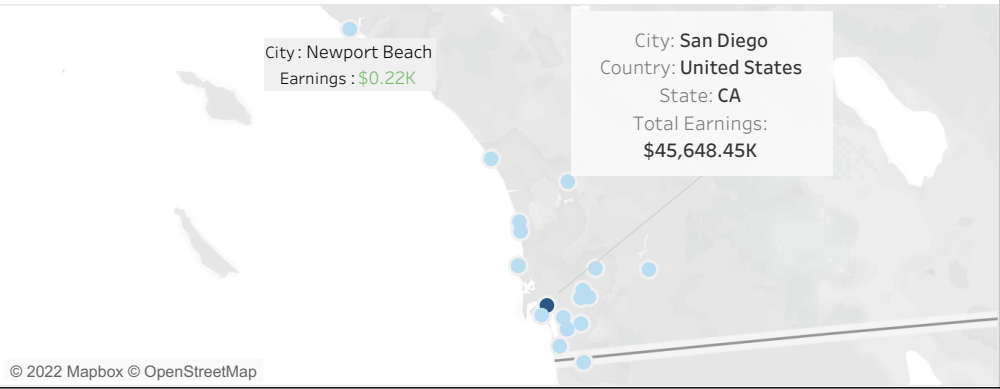 City : Newport Beach
Earnings : $0.22K
City: San Diego
Country: United States
State: CA
Total Earnings:
$45,648.45K
© 2022 Mapbox © OpenStreetMap